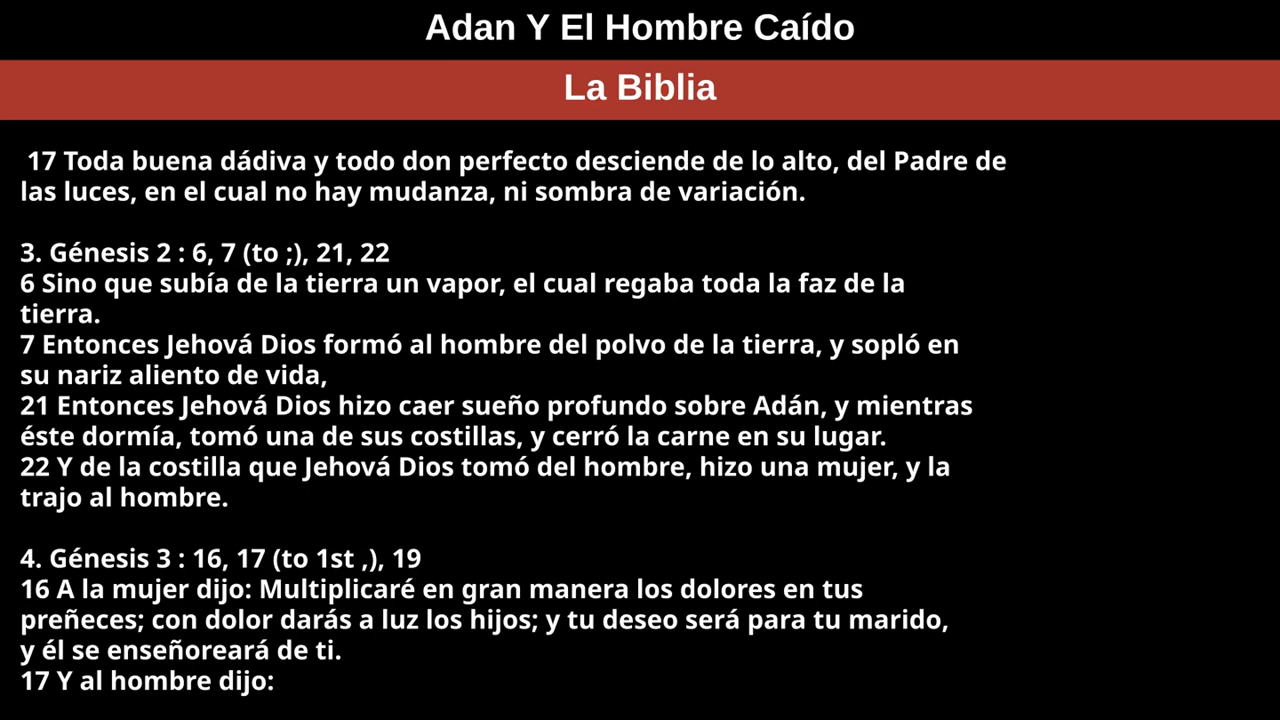 Adan Y El Hombre Caído
La Biblia
17 Toda buena dádiva y todo don perfecto desciende de lo alto, del Padre de
las luces, en el cual no hay mudanza, ni sombra de variación.
3. Génesis 2 : 6, 7 (to ;), 21, 22
6 Sino que subía de la tierra un vapor, el cual regaba toda la faz de la
tierra.
7 Entonces Jehová Dios formó al hombre del polvo de la tierra, y sopló en
su nariz aliento de vida,
21 Entonces Jehová Dios hizo caer sueño profundo sobre Adán, y mientras
éste dormía, tomó una de sus costillas, y cerró la carne en su lugar.
22 Y de la costilla que Jehová Dios tomó del hombre, hizo una mujer, y la
trajo al hombre.
4. Génesis 3 : 16, 17 (to 1st ,), 19
16 A la mujer dijo: Multiplicaré en gran manera los dolores en tus
preñeces; con dolor darás a luz los hijos; y tu deseo será para tu marido,
y él se enseñoreará de ti.
17 Y al hombre dijo: